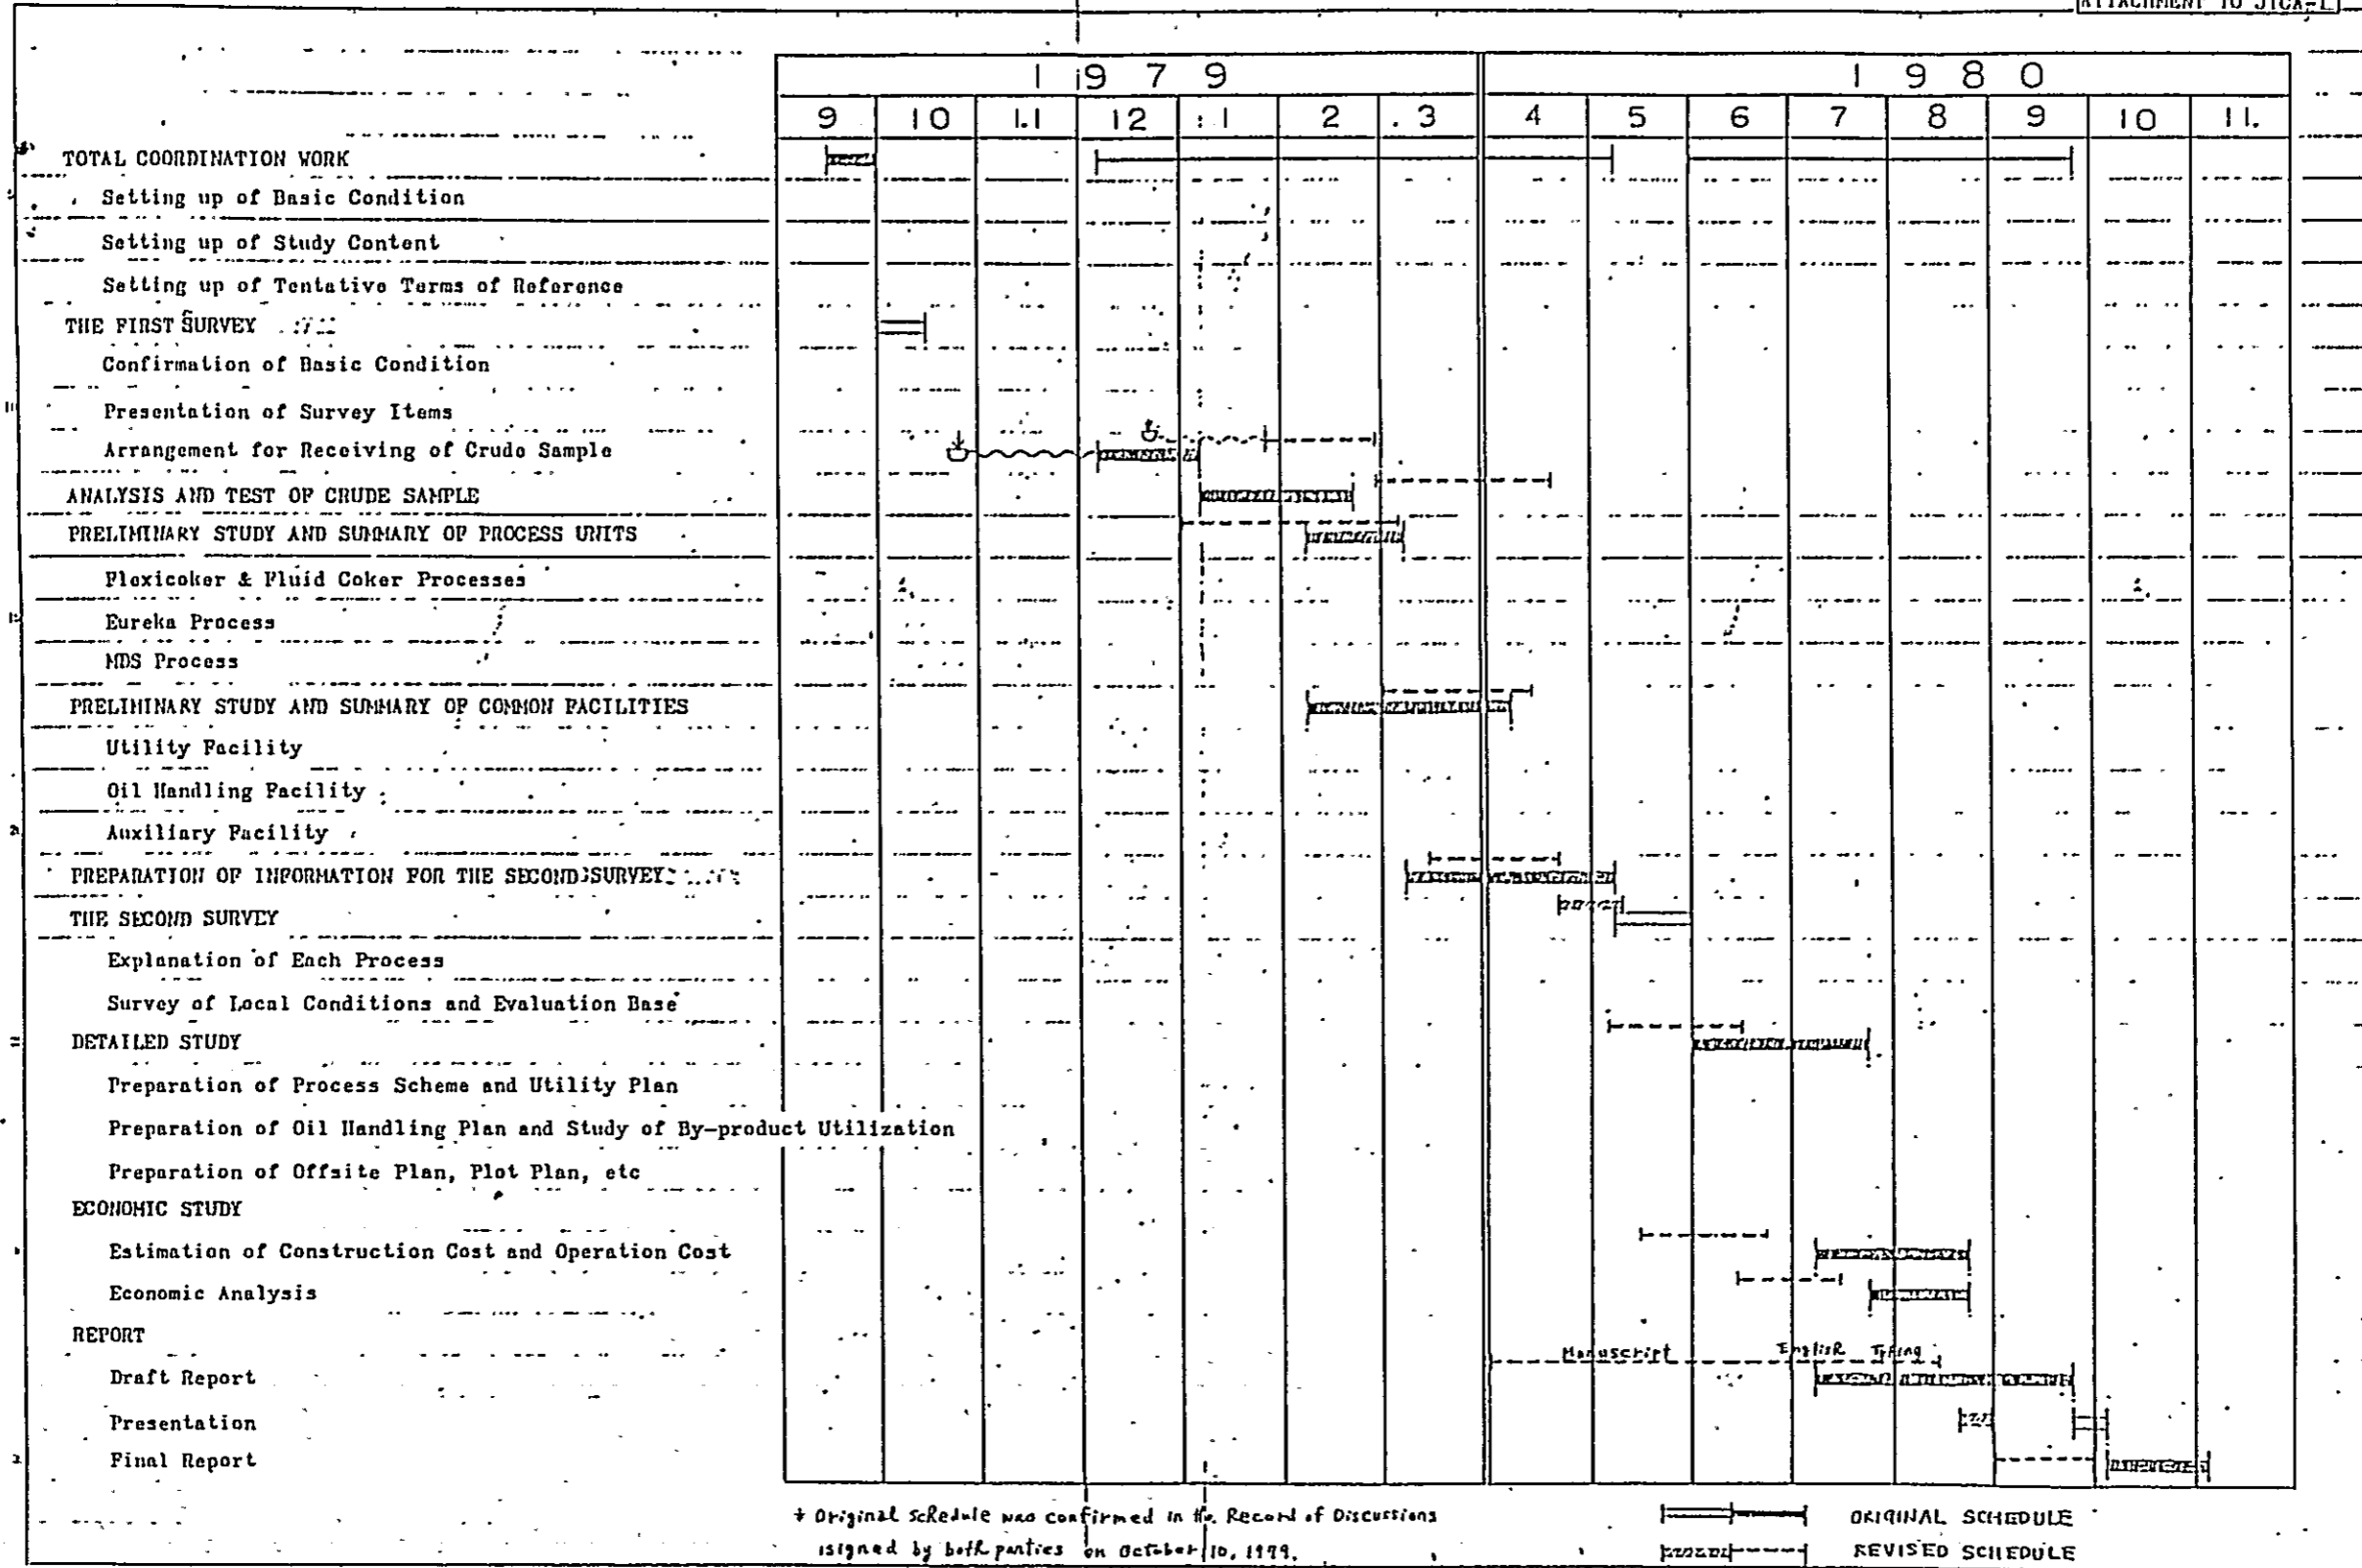 ATTACHMENT TO JICA-1
1979
1980
9 10 11 12 1 2 3 4 5 6 7 8 9 10 11.
TOTAL COORDINATION WORK
Setting up of Basic Condition
Setting up of Study Content
Setting up of Tentative Terms of Reference
THE FIRST SURVEY
Confirmation of Basic Condition
Presentation of Survey Items
Arrangement for Receiving of Crude Sample
ANALYSIS AND TEST OF CRUDE SAMPLE
PRELIMINARY STUDY AND SUMMARY OF PROCESS UNITS
Flexicoker & Fluid Coker Processes
Eureka Process
MDS Process
PRELIMINARY STUDY AND SUMMARY OF COMMON FACILITIES
Utility Facility
Oil Handling Facility
Auxiliary Facility
PREPARATION OF INFORMATION FOR THE SECOND SURVEY
THE SECOND SURVEY
Explanation of Each Process
Survey of Local Conditions and Evaluation Base
DETAILED STUDY
Preparation of Process Scheme and Utility Plan
Preparation of Oil Handling Plan and Study of By-product Utilization
Preparation of Offsite Plan, Plot Plan, etc
ECONOMIC STUDY
Estimation of Construction Cost and Operation Cost
Economic Analysis
REPORT
Manuscript English Typing
Draft Report
Presentation
Final Report
* Original schedule was confirmed in the Record of Discussions
signed by both parties on October 10, 1979.
ORIGINAL SCHEDULE
REVISED SCHEDULE